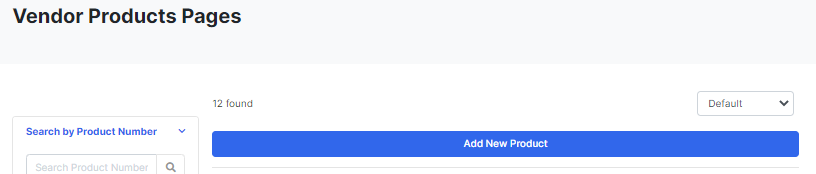 Vendor Products Pages
12 found
Default
Search by Product Number
Add New Product
Search Product Number